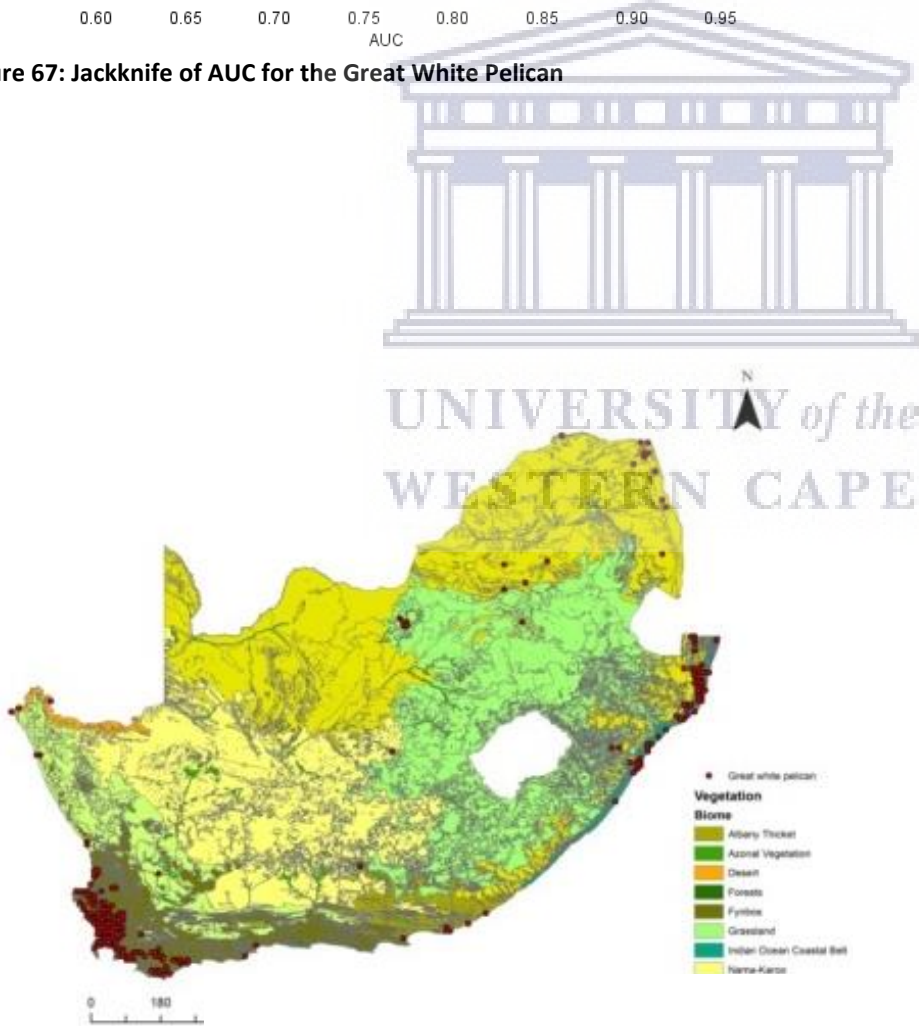 0.60 0.65 0.70 0.75 0.80 0.85 0.90 0.95
AUC
ure 67: Jackknife of AUC for the Great White Pelican
UNIVERSITY of the
WESTERN CAPE
N
Great white pelican
Vegetation
Biome
Albany Thicket
Azonal Vegetation
Desert
Forests
Fynbos
Grassland
Indian Ocean Coastal Belt
Nama-Karoo
0 180